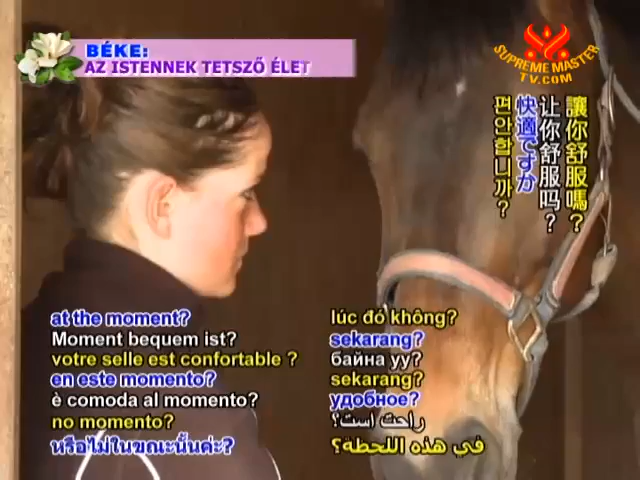 BÉKE:
AZ ISTENNEK TETSZŐ ÉLET
SUPREME MASTER
TV.COM
讓你舒服嗎?
让你舒服吗?
快適ですか
편안합니까?
at the moment?
Moment bequem ist?
votre selle est confortable ?
en este momento?
è comoda al momento?
no momento?
หรือไม่ในขณะนั้นค่ะ?
lúc đó không?
sekarang?
байна уу?
sekarang?
удобное?
راحت است؟
في هذه اللحظة؟